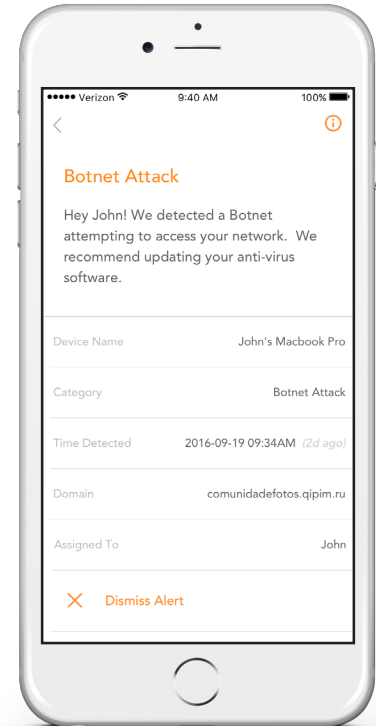 ●●●●● Verizon 9:40 AM 100%
Botnet Attack
Hey John! We detected a Botnet
attempting to access your network. We
recommend updating your anti-virus
software.
Device Name John's Macbook Pro
Category Botnet Attack
Time Detected 2016-09-19 09:34AM (2d ago)
Domain comunidadefotos.qipim.ru
Assigned To John
Dismiss Alert